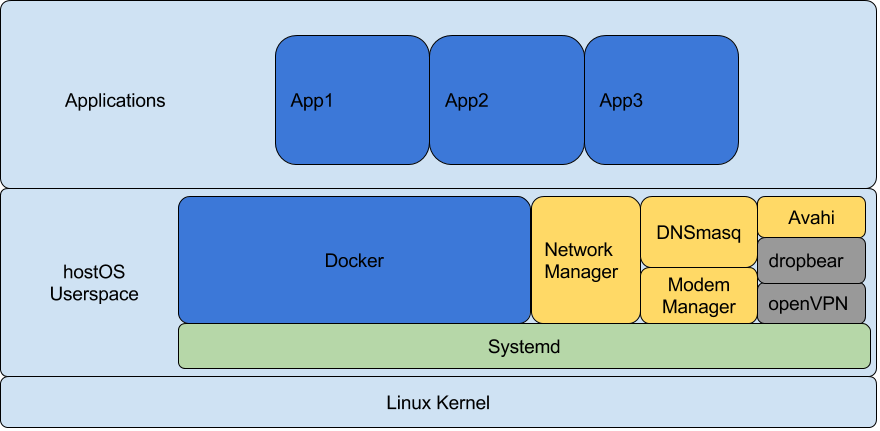 Applications
App1
App2
App3
hostOS
Userspace
Docker
Network
Manager
DNSmasq
Modem
Manager
Avahi
dropbear
openVPN
Systemd
Linux Kernel